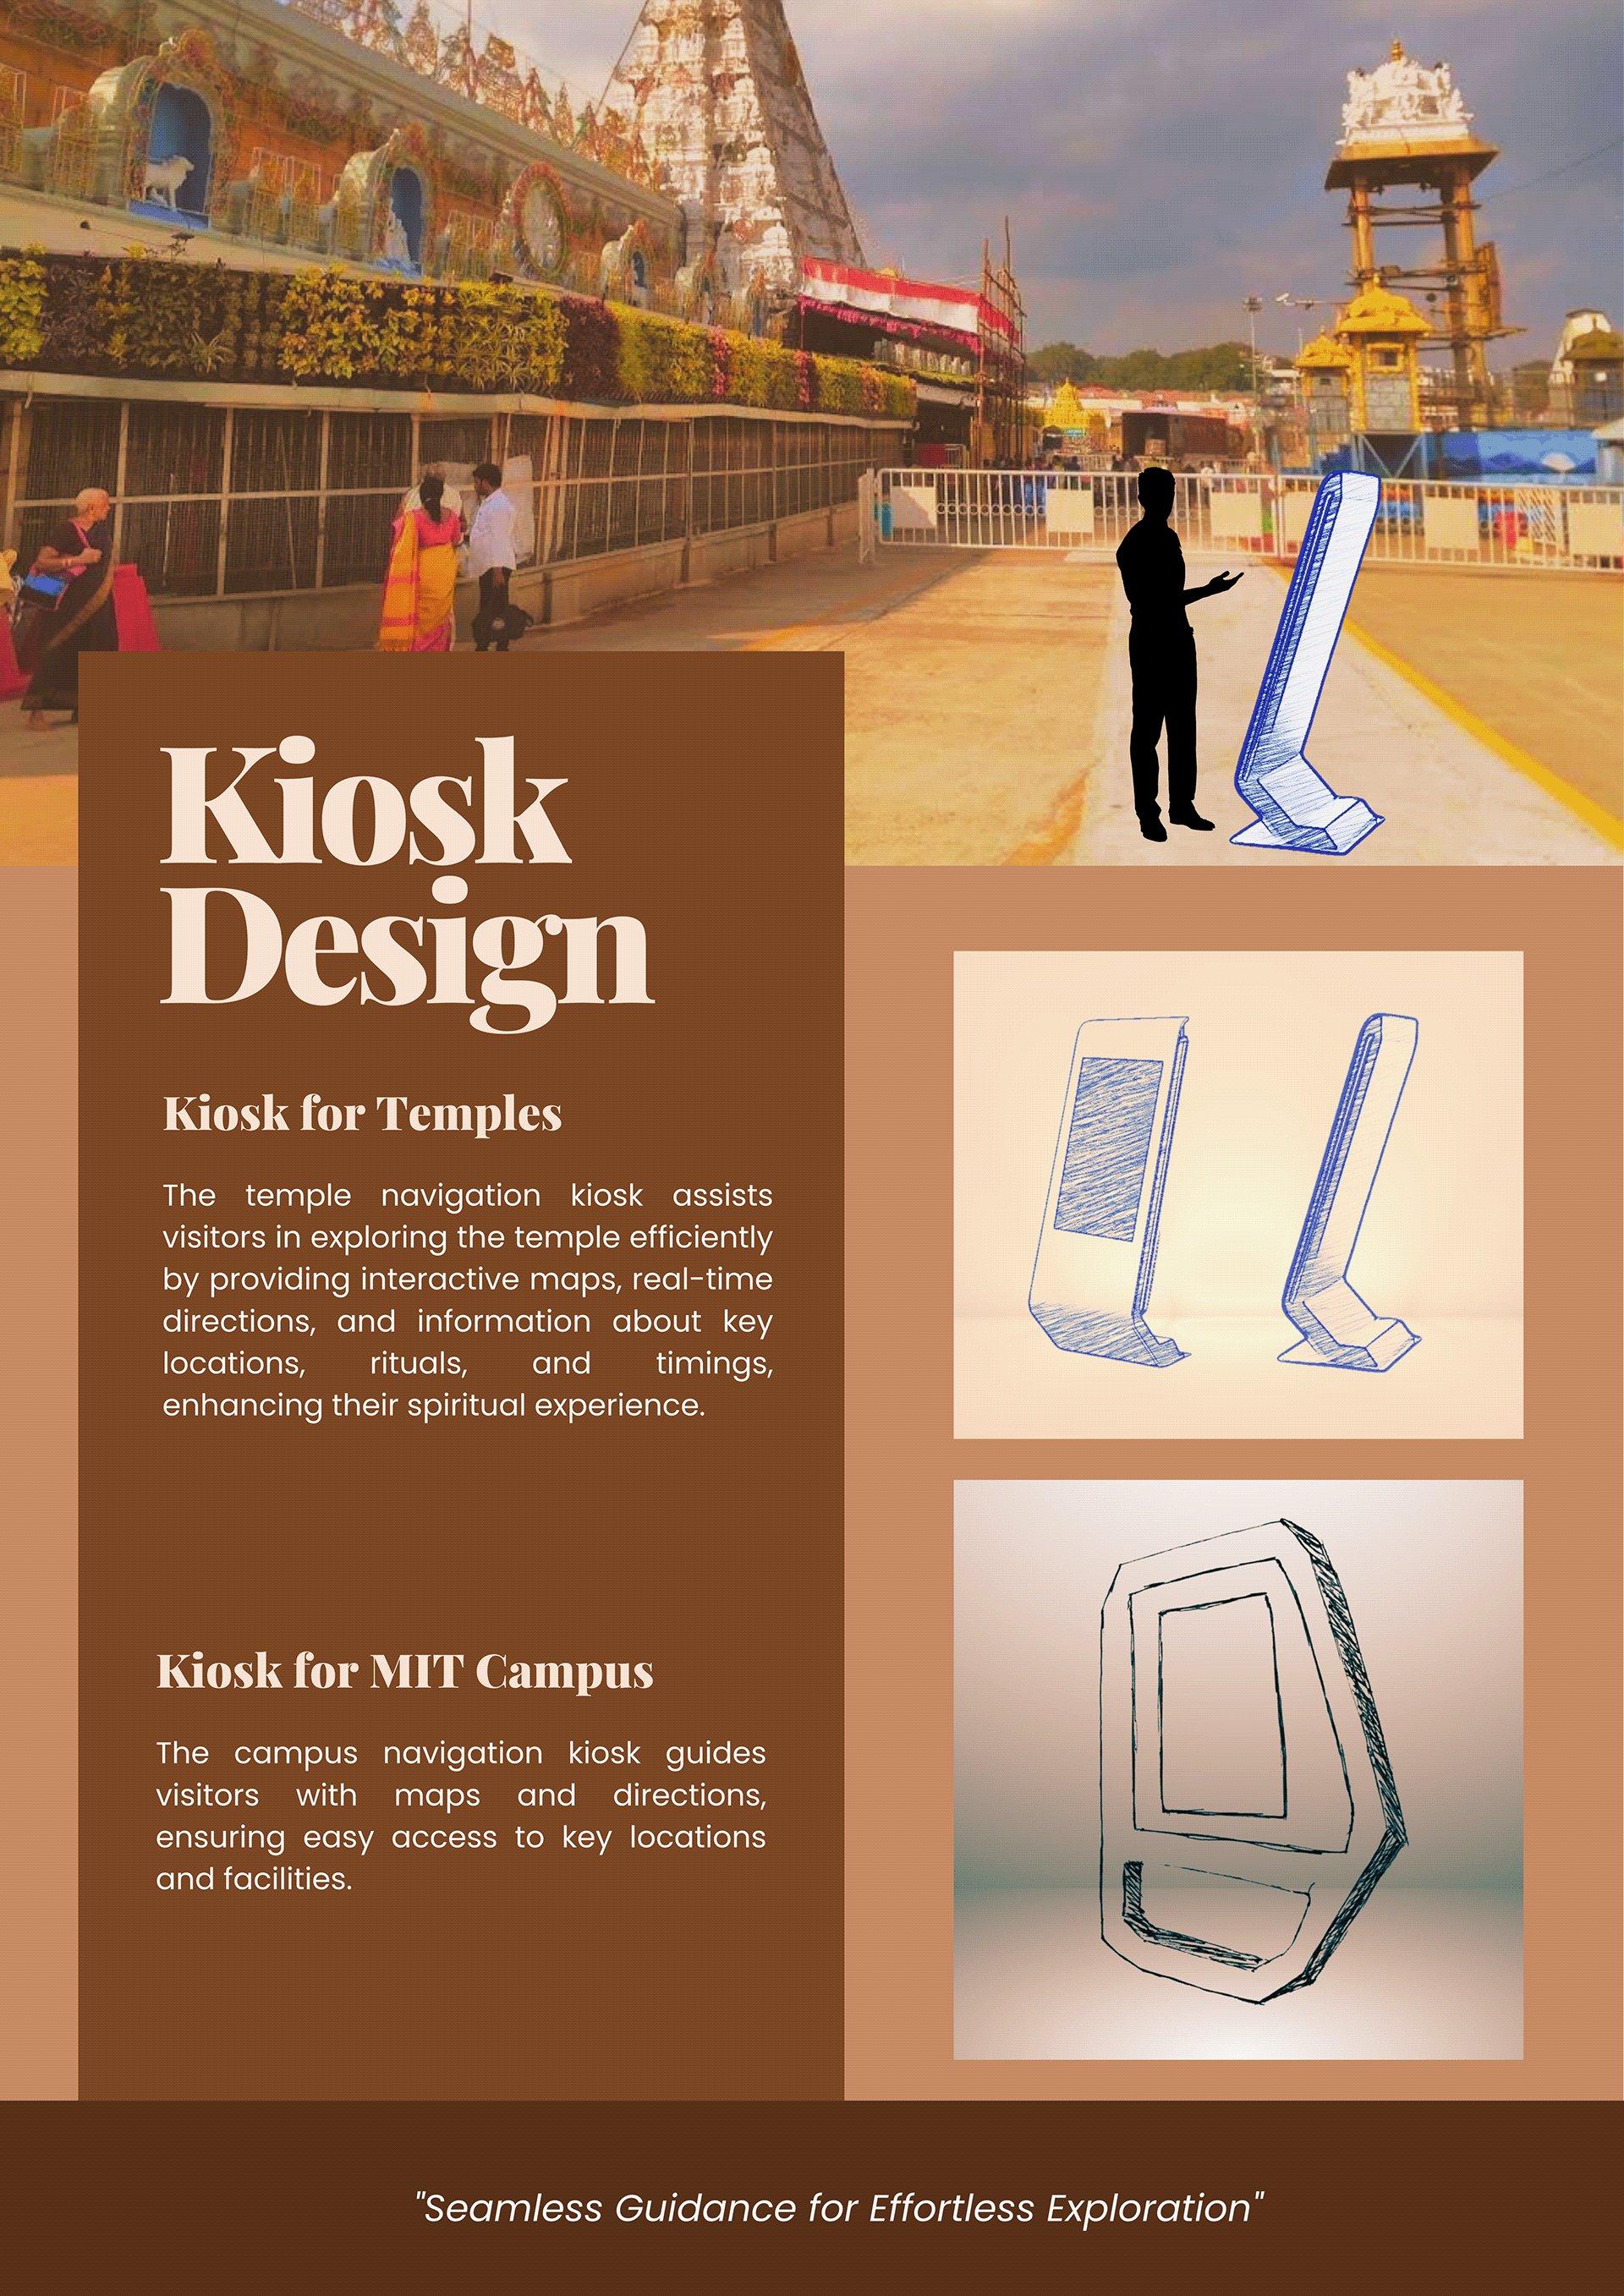 Kiosk
Design
Kiosk for Temples
The temple navigation kiosk assists
visitors in exploring the temple efficiently
by providing interactive maps, real-time
directions, and information about key
locations, rituals, and timings,
enhancing their spiritual experience.
Kiosk for MIT Campus
The campus navigation kiosk guides
visitors with maps and directions,
ensuring easy access to key locations
and facilities.
"Seamless Guidance for Effortless Exploration"